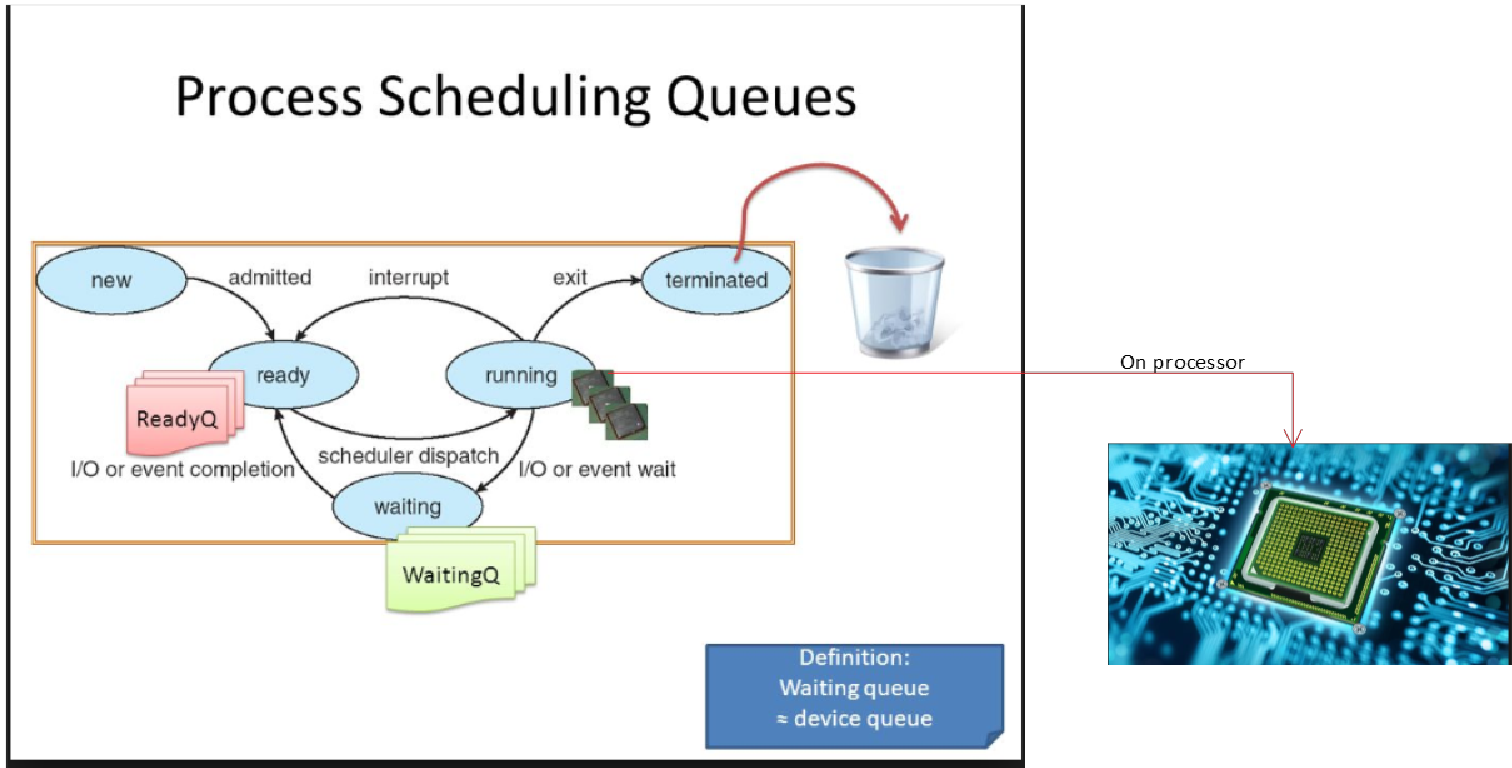 Process Scheduling Queues
new
admitted
interrupt
exit
terminated
ready
running
On processor
ReadyQ
I/O or event completion
scheduler dispatch
I/O or event wait
waiting
WaitingQ
Definition:
Waiting queue
≈ device queue